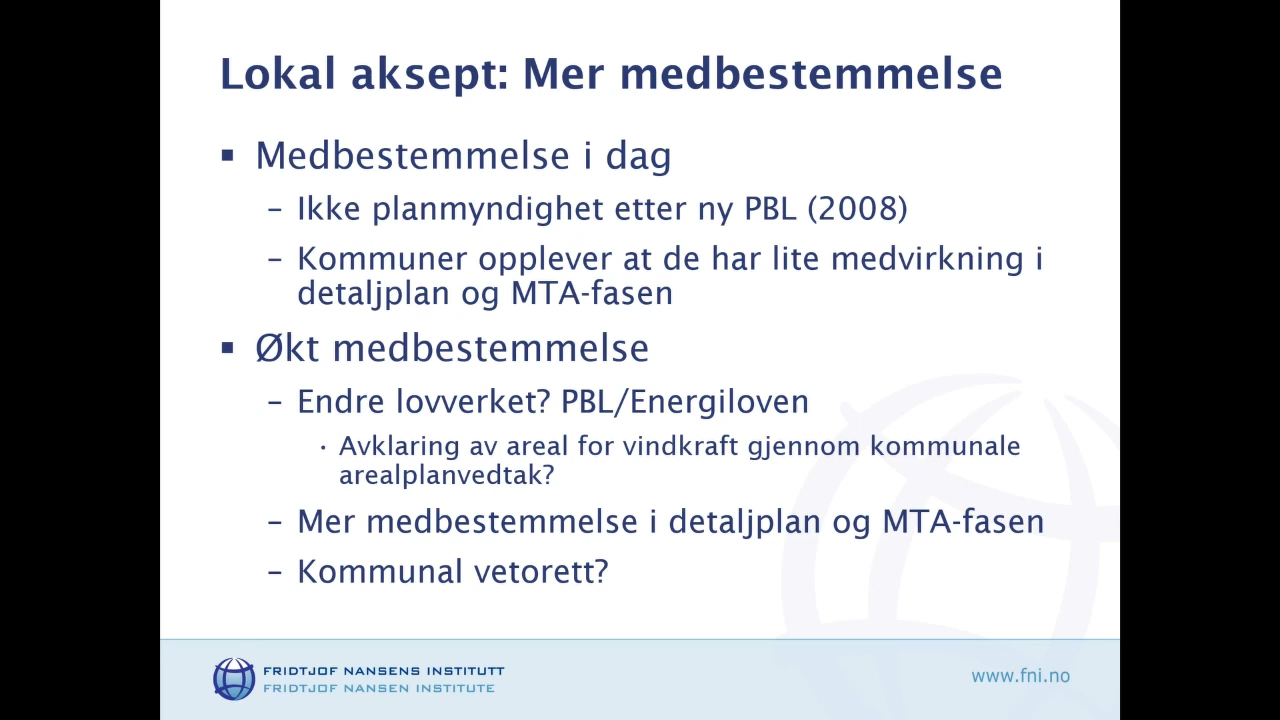 Lokal aksept: Mer medbestemmelse
▪ Medbestemmelse i dag
– Ikke planmyndighet etter ny PBL (2008)
– Kommuner opplever at de har lite medvirkning i
detaljplan og MTA-fasen
▪ Økt medbestemmelse
– Endre lovverket? PBL/Energiloven
· Avklaring av areal for vindkraft gjennom kommunale
arealplanvedtak?
– Mer medbestemmelse i detaljplan og MTA-fasen
– Kommunal vetorett?
FRIDTJOF NANSENS INSTITUTT
FRIDTJOF NANSEN INSTITUTE
www.fni.no